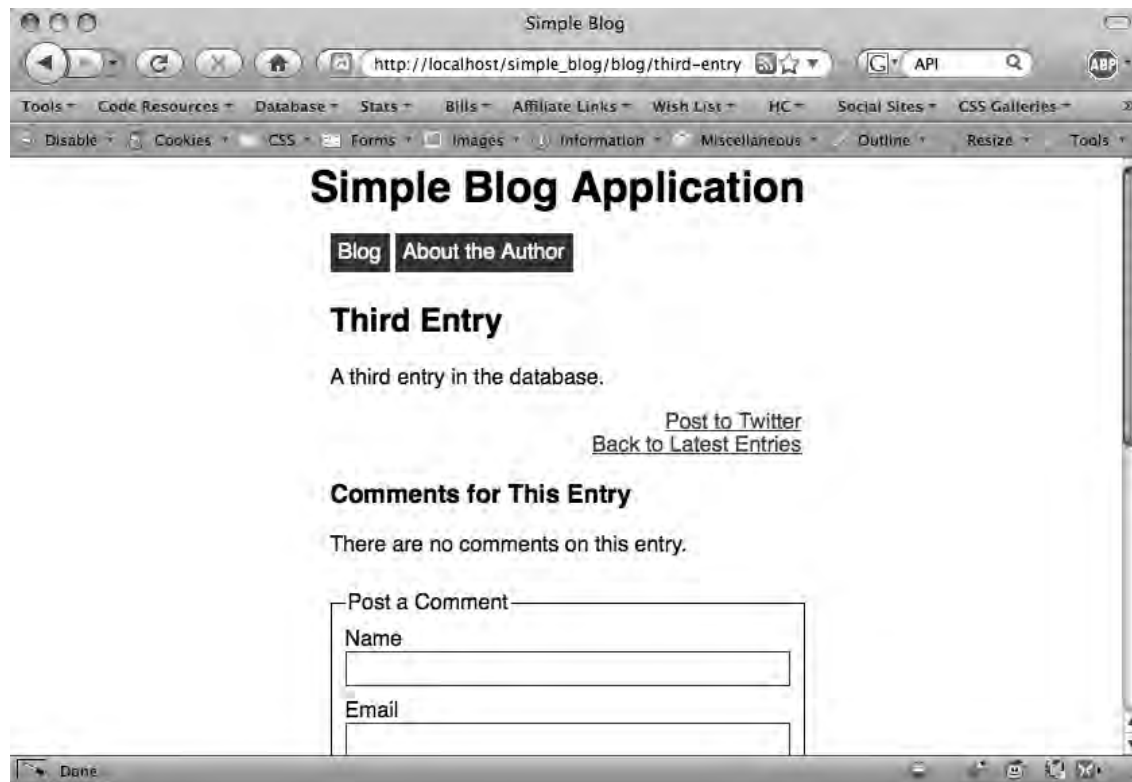 Simple Blog
http://localhost/simple_blog/blog/third-entry
G API
ABP
Tools Code Resources Database Stats Bills Affiliate Links Wish List HC Social Sites CSS Galleries
Disable Cookies CSS Forms Images Information Miscellaneous Outline Resize Tools
Simple Blog Application
Blog About the Author
Third Entry
A third entry in the database.
Post to Twitter
Back to Latest Entries
Comments for This Entry
There are no comments on this entry.
Post a Comment
Name
Email
Done